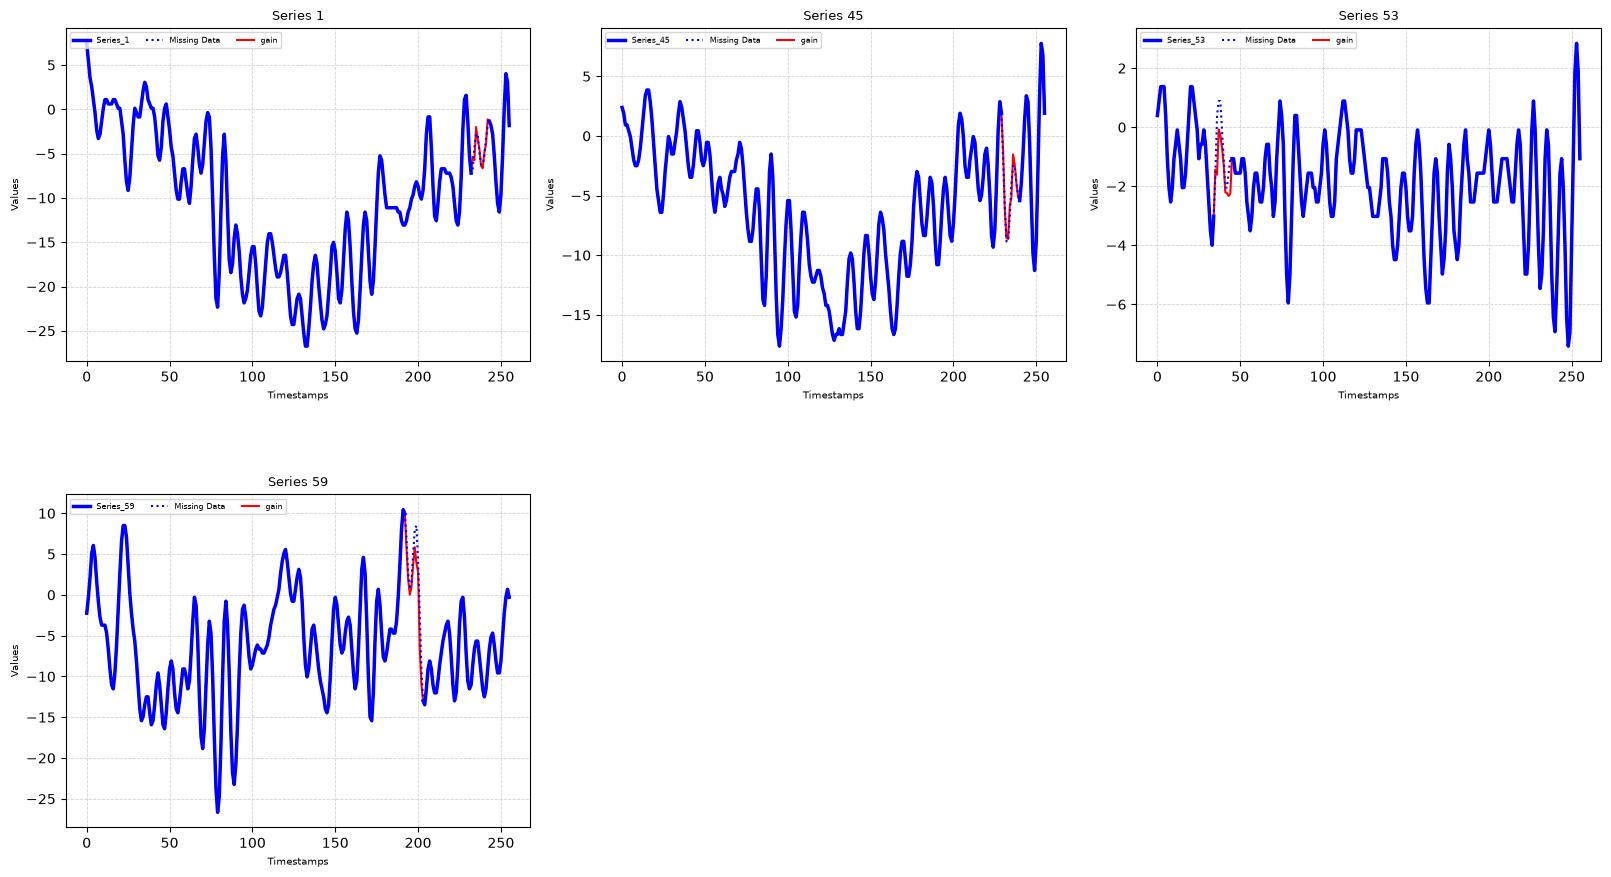 Series 1
Series_1 Missing Data gain
5
0
−5
−10
−15
−20
−25
Values
0 50 100 150 200 250
Timestamps
Series 45
Series_45 Missing Data gain
5
0
−5
−10
−15
Values
0 50 100 150 200 250
Timestamps
Series 53
Series_53 Missing Data gain
2
0
−2
−4
−6
Values
0 50 100 150 200 250
Timestamps
Series 59
Series_59 Missing Data gain
10
5
0
−5
−10
−15
−20
−25
Values
0 50 100 150 200 250
Timestamps